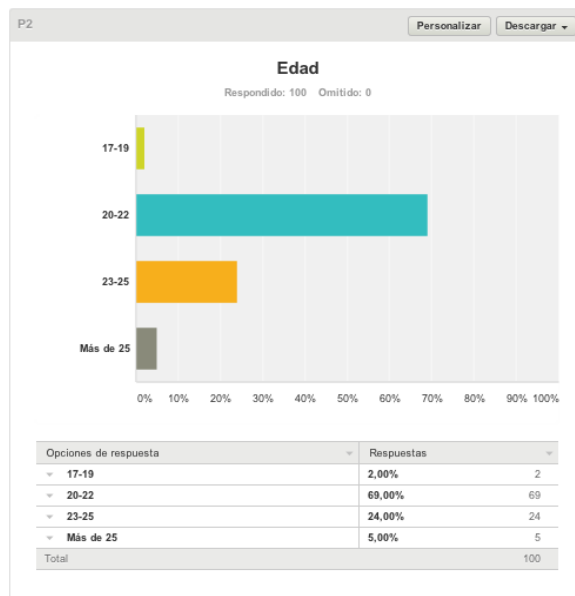 P2
Personalizar
Descargar
Edad
Respondido: 100 Omitido: 0
17-19
20-22
23-25
Más de 25
0% 10% 20% 30% 40% 50% 60% 70% 80% 90% 100%
Opciones de respuesta Respuestas
17-19 2,00% 2
20-22 69,00% 69
23-25 24,00% 24
Más de 25 5,00% 5
Total 100